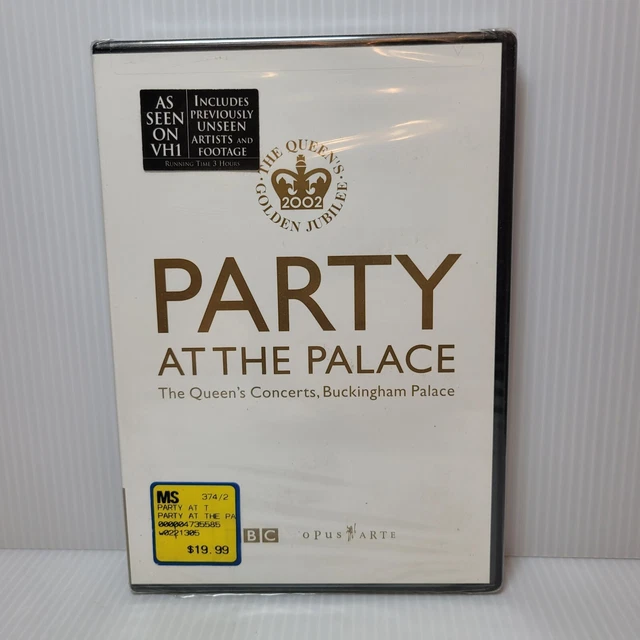 AS SEEN ON VH1
INCLUDES PREVIOUSLY UNSEEN ARTISTS AND FOOTAGE
RUNNING TIME 3 HOURS
THE QUEEN'S GOLDEN JUBILEE
2002
PARTY
AT THE PALACE
The Queen's Concerts, Buckingham Palace
MS 374/2
PARTY AT T
PARTY AT THE PA
000004735585
w0221305
$19.99
BC
OPUS ARTE